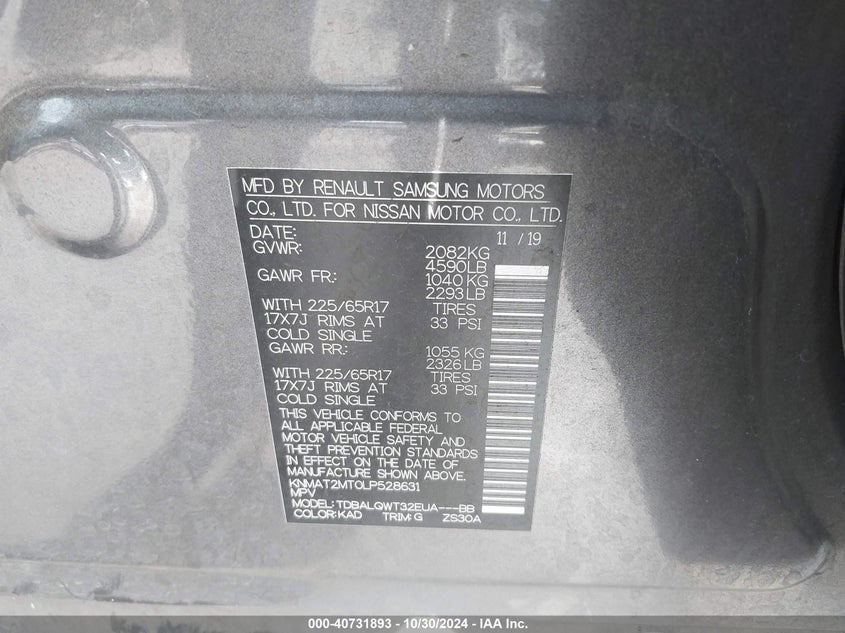 MFD BY RENAULT SAMSUNG MOTORS
CO., LTD. FOR NISSAN MOTOR CO., LTD.
DATE: 11 / 19
GVWR: 2082KG
4590LB
GAWR FR.: 1040 KG
2293LB
WITH 225/65R17 TIRES
17X7J RIMS AT 33 PSI
COLD SINGLE
GAWR RR.: 1055 KG
2326LB
WITH 225/65R17 TIRES
17X7J RIMS AT 33 PSI
COLD SINGLE
THIS VEHICLE CONFORMS TO
ALL APPLICABLE FEDERAL
MOTOR VEHICLE SAFETY AND
THEFT PREVENTION STANDARDS
IN EFFECT ON THE DATE OF
MANUFACTURE SHOWN ABOVE.
KNMAT2MT0LP528631
MPV
MODEL: TDBALQWT32EUA---BB
COLOR: KAD TRIM: G ZS30A
000-40731893 / 10/30/2024 - IAA Inc.